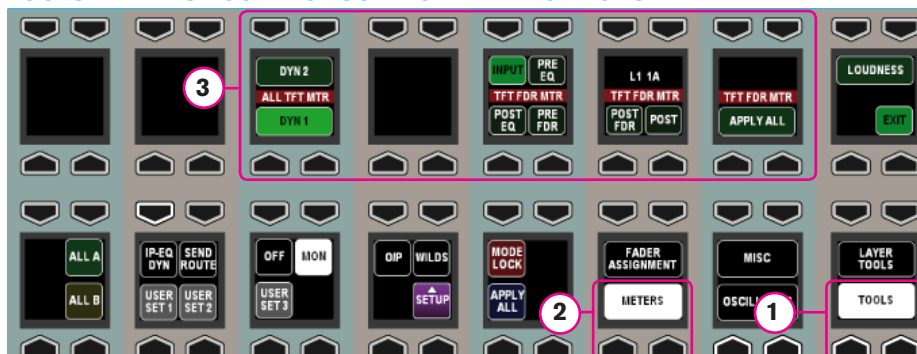 3
DYN 2
ALL TFT MTR
DYN 1
INPUT PRE EQ
TFT FDR MTR
POST EQ PRE FDR
L1 1A
TFT FDR MTR
POST FDR POST
TFT FDR MTR
APPLY ALL
LOUDNESS
EXIT
ALL A
ALL B
IP-EQ DYN SEND ROUTE
USER SET 1 USER SET 2
OFF MON
USER SET 3
OIP WILDS
SETUP
MODE LOCK
APPLY ALL
2
FADER ASSIGNMENT
METERS
MISC
1
LAYER TOOLS
TOOLS